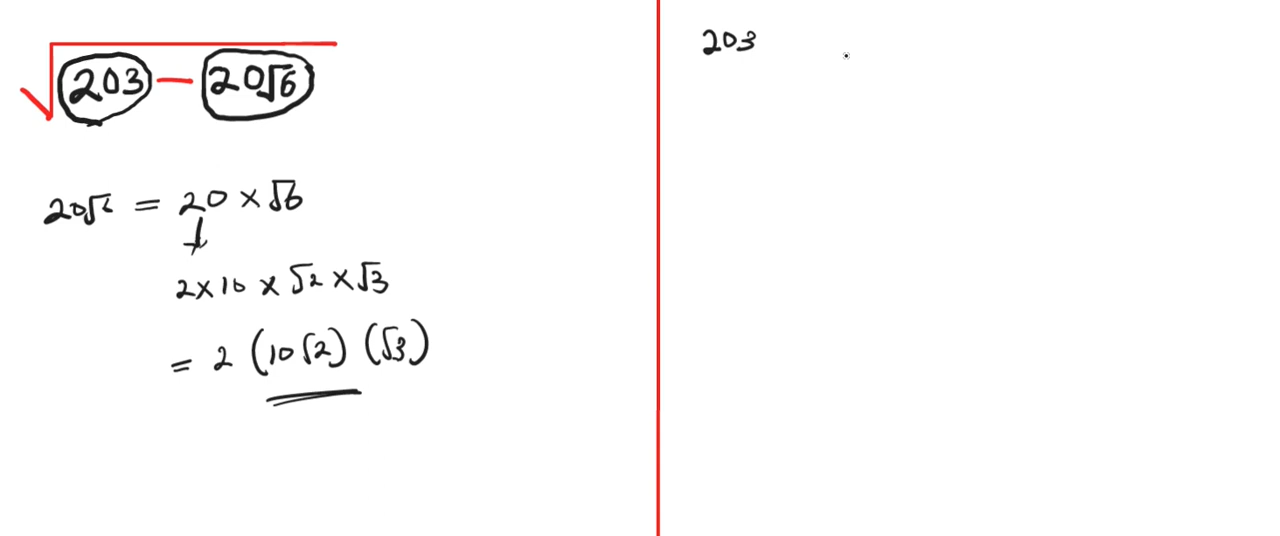 √(203 − 20√6)
20√6 = 20 × √6
2 × 10 × √2 × √3
= 2 (10√2) (√3)
203